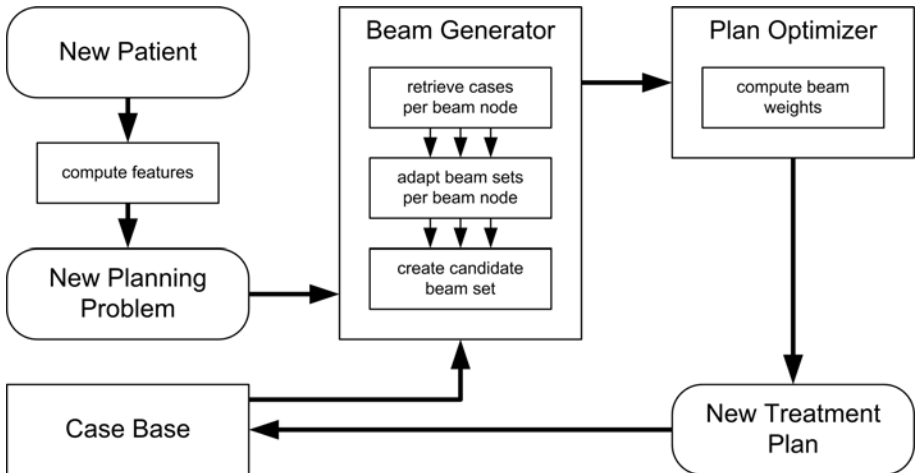 New Patient
compute features
New Planning
Problem
Beam Generator
retrieve cases
per beam node
adapt beam sets
per beam node
create candidate
beam set
Plan Optimizer
compute beam
weights
Case Base
New Treatment
Plan